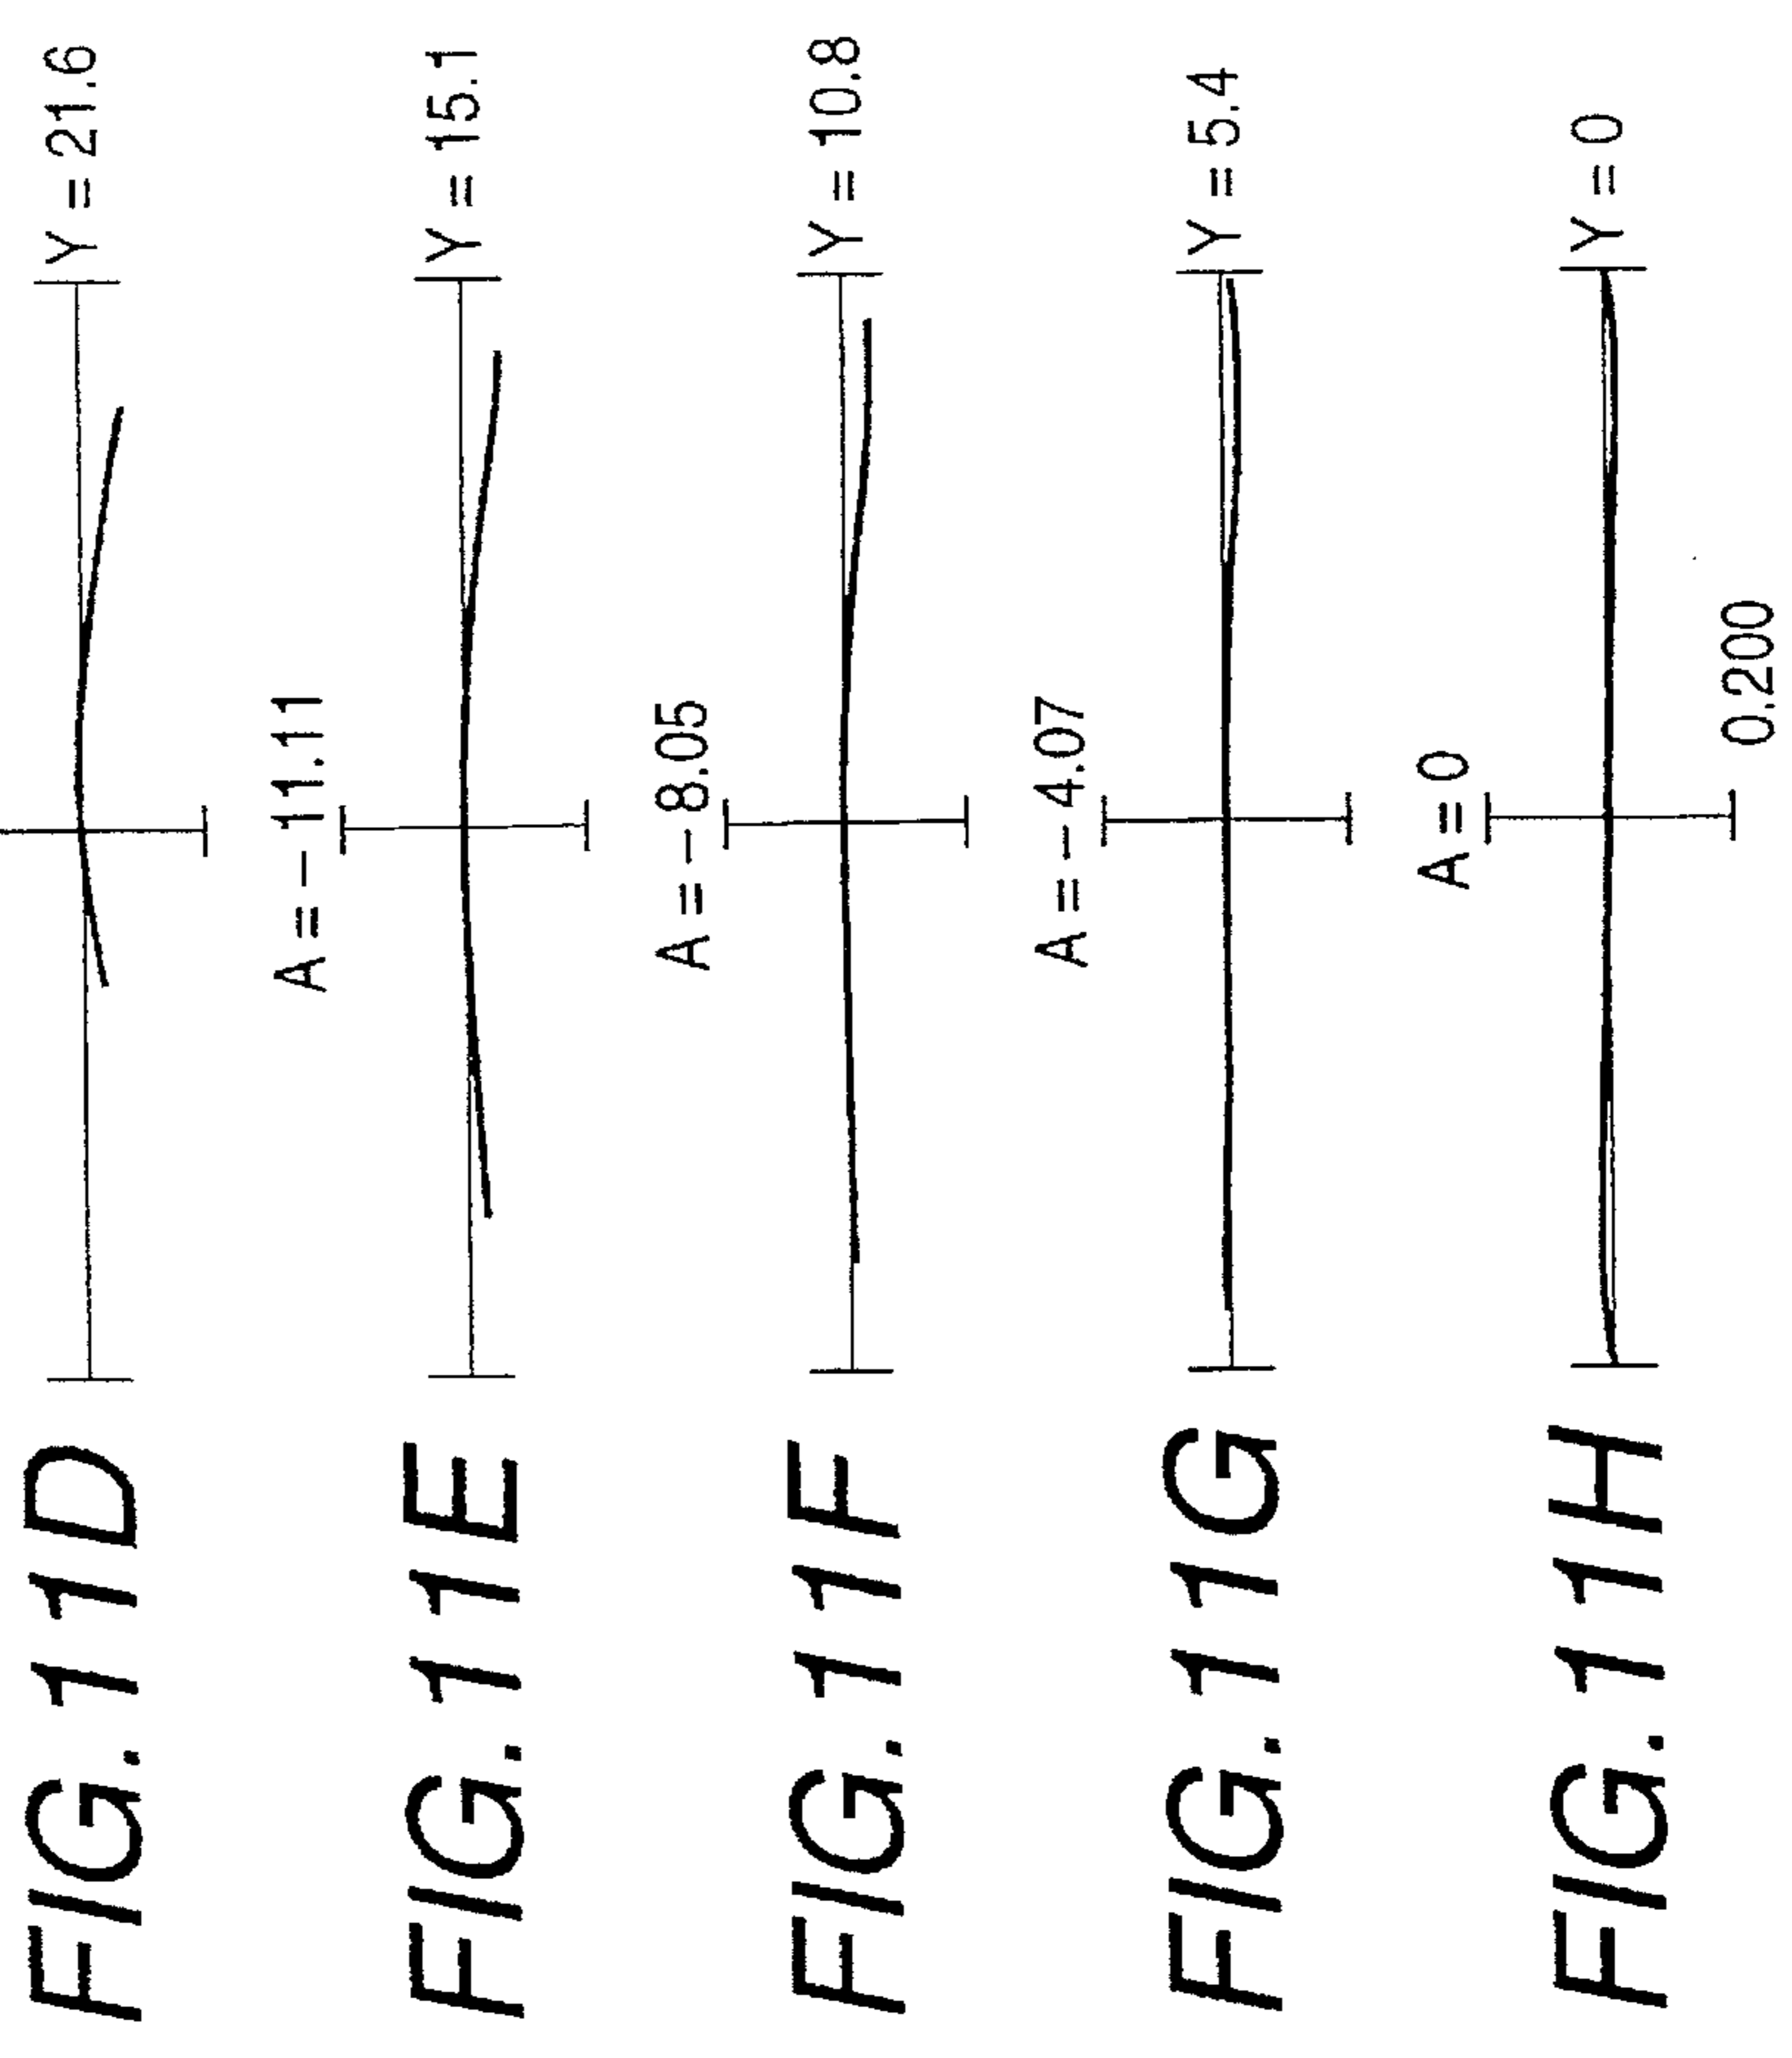 FIG.11D
Y = 21.6
A = - 11.11
FIG.11E
Y = 15.1
A = - 8.05
FIG.11F
Y = 10.8
A = - 4.07
FIG.11G
Y = 5.4
A = 0
FIG.11H
Y = 0
0.200